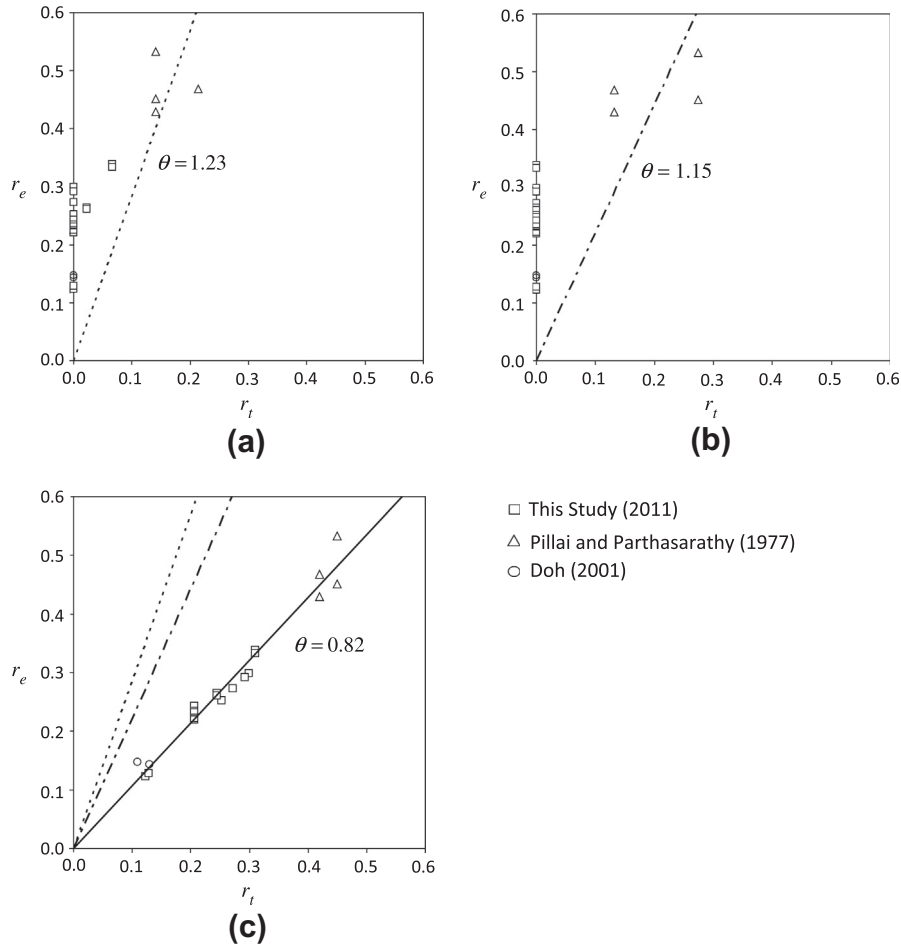 0.6
0.5
0.4
0.3
0.2
0.1
0.0
r_e
θ = 1.23
0.0 0.1 0.2 0.3 0.4 0.5 0.6
r_t
(a)
0.6
0.5
0.4
0.3
0.2
0.1
0.0
r_e
θ = 1.15
0.0 0.1 0.2 0.3 0.4 0.5 0.6
r_t
(b)
0.6
0.5
0.4
0.3
0.2
0.1
0.0
r_e
θ = 0.82
0.0 0.1 0.2 0.3 0.4 0.5 0.6
r_t
(c)
This Study (2011)
Pillai and Parthasarathy (1977)
Doh (2001)